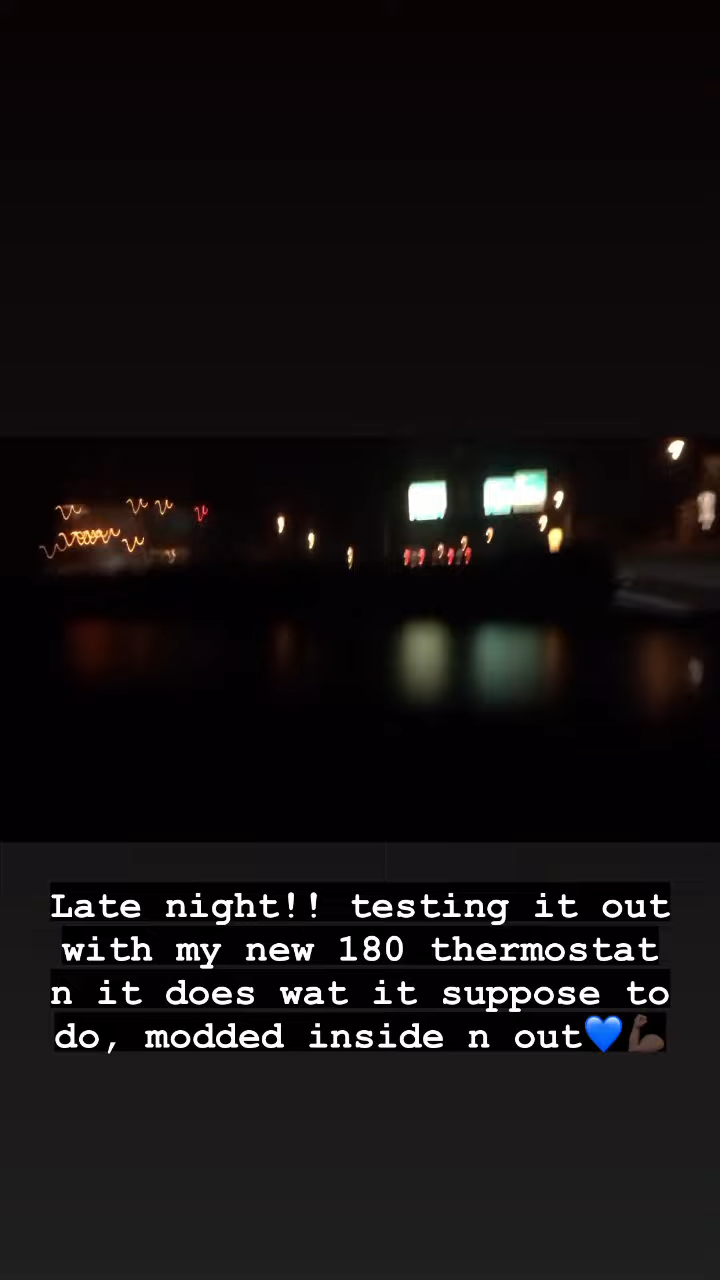 Late night!! testing it out
with my new 180 thermostat
n it does wat it suppose to
do, modded inside n out💙💪🏿